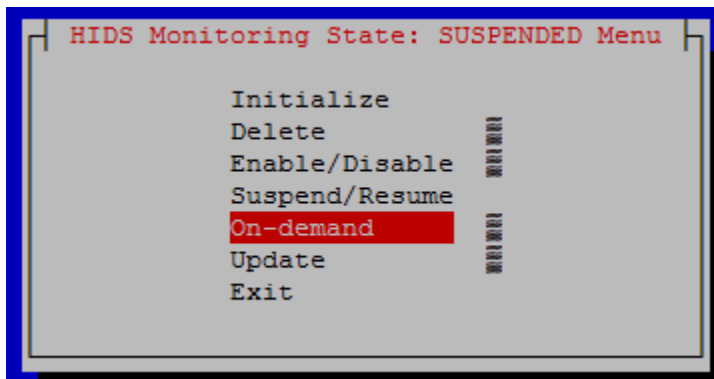 HIDS Monitoring State: SUSPENDED Menu
Initialize
Delete
Enable/Disable
Suspend/Resume
On-demand
Update
Exit